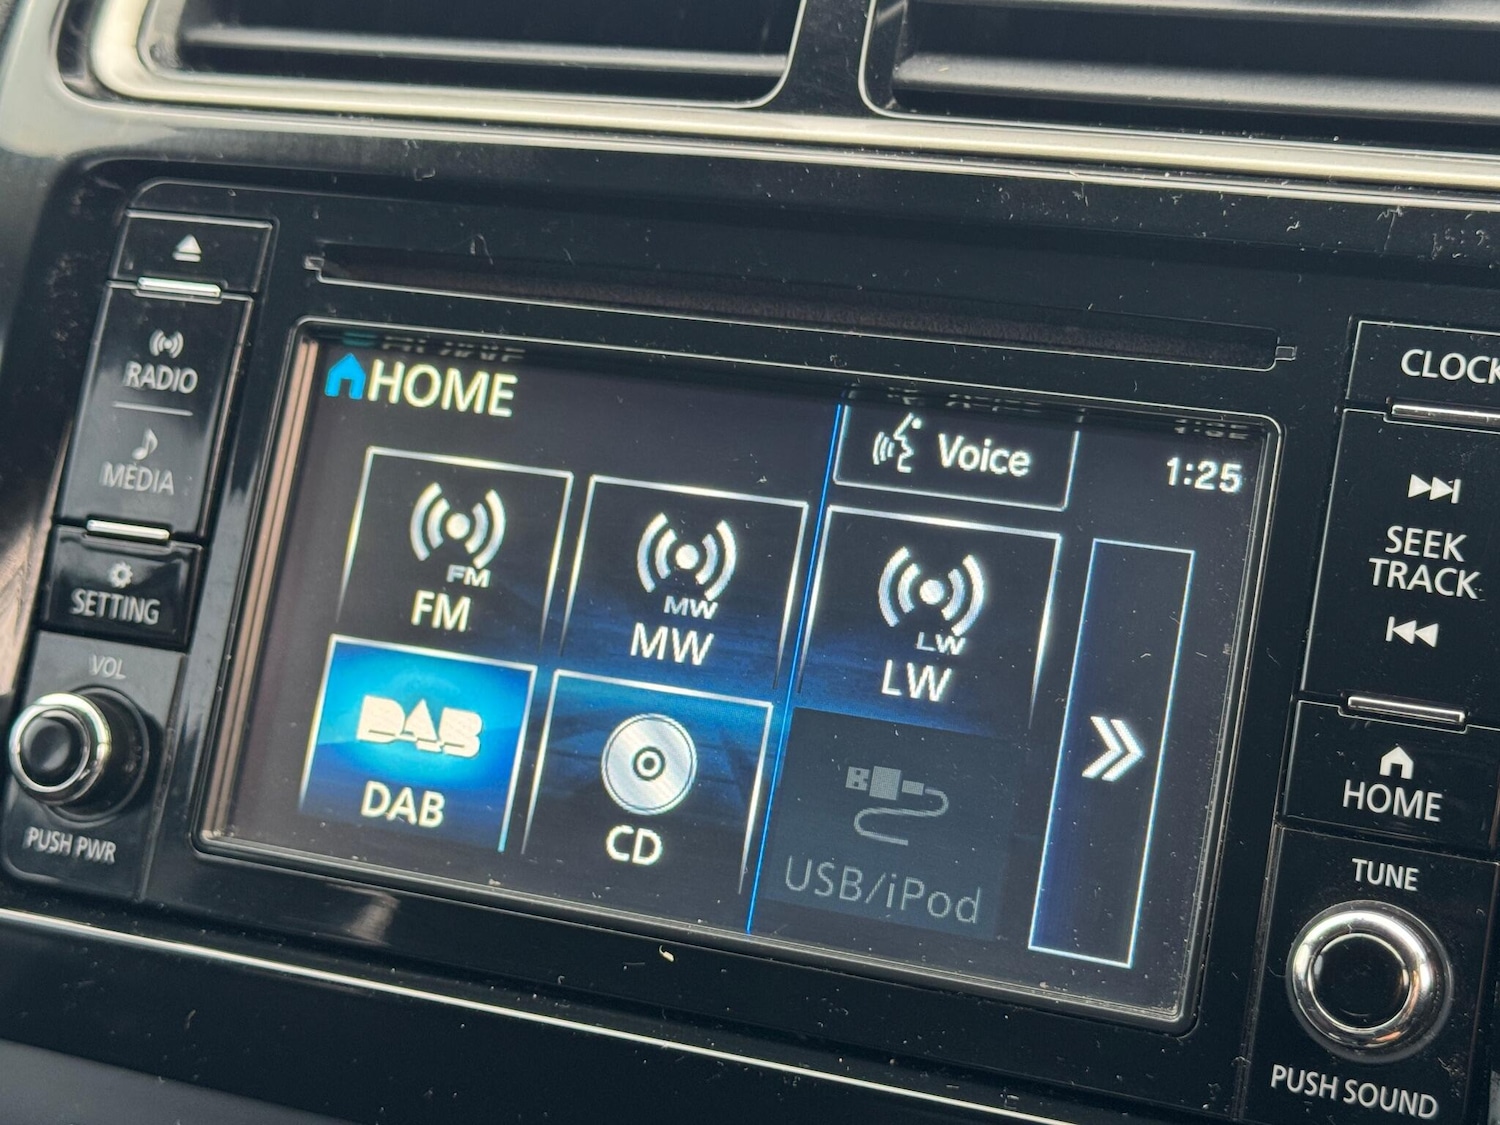 RADIO
MEDIA
SETTING
VOL
PUSH PWR
HOME
Voice
1:25
FM
FM
MW
MW
LW
LW
DAB
DAB
CD
USB/iPod
CLOCK
SEEK
TRACK
HOME
TUNE
PUSH SOUND